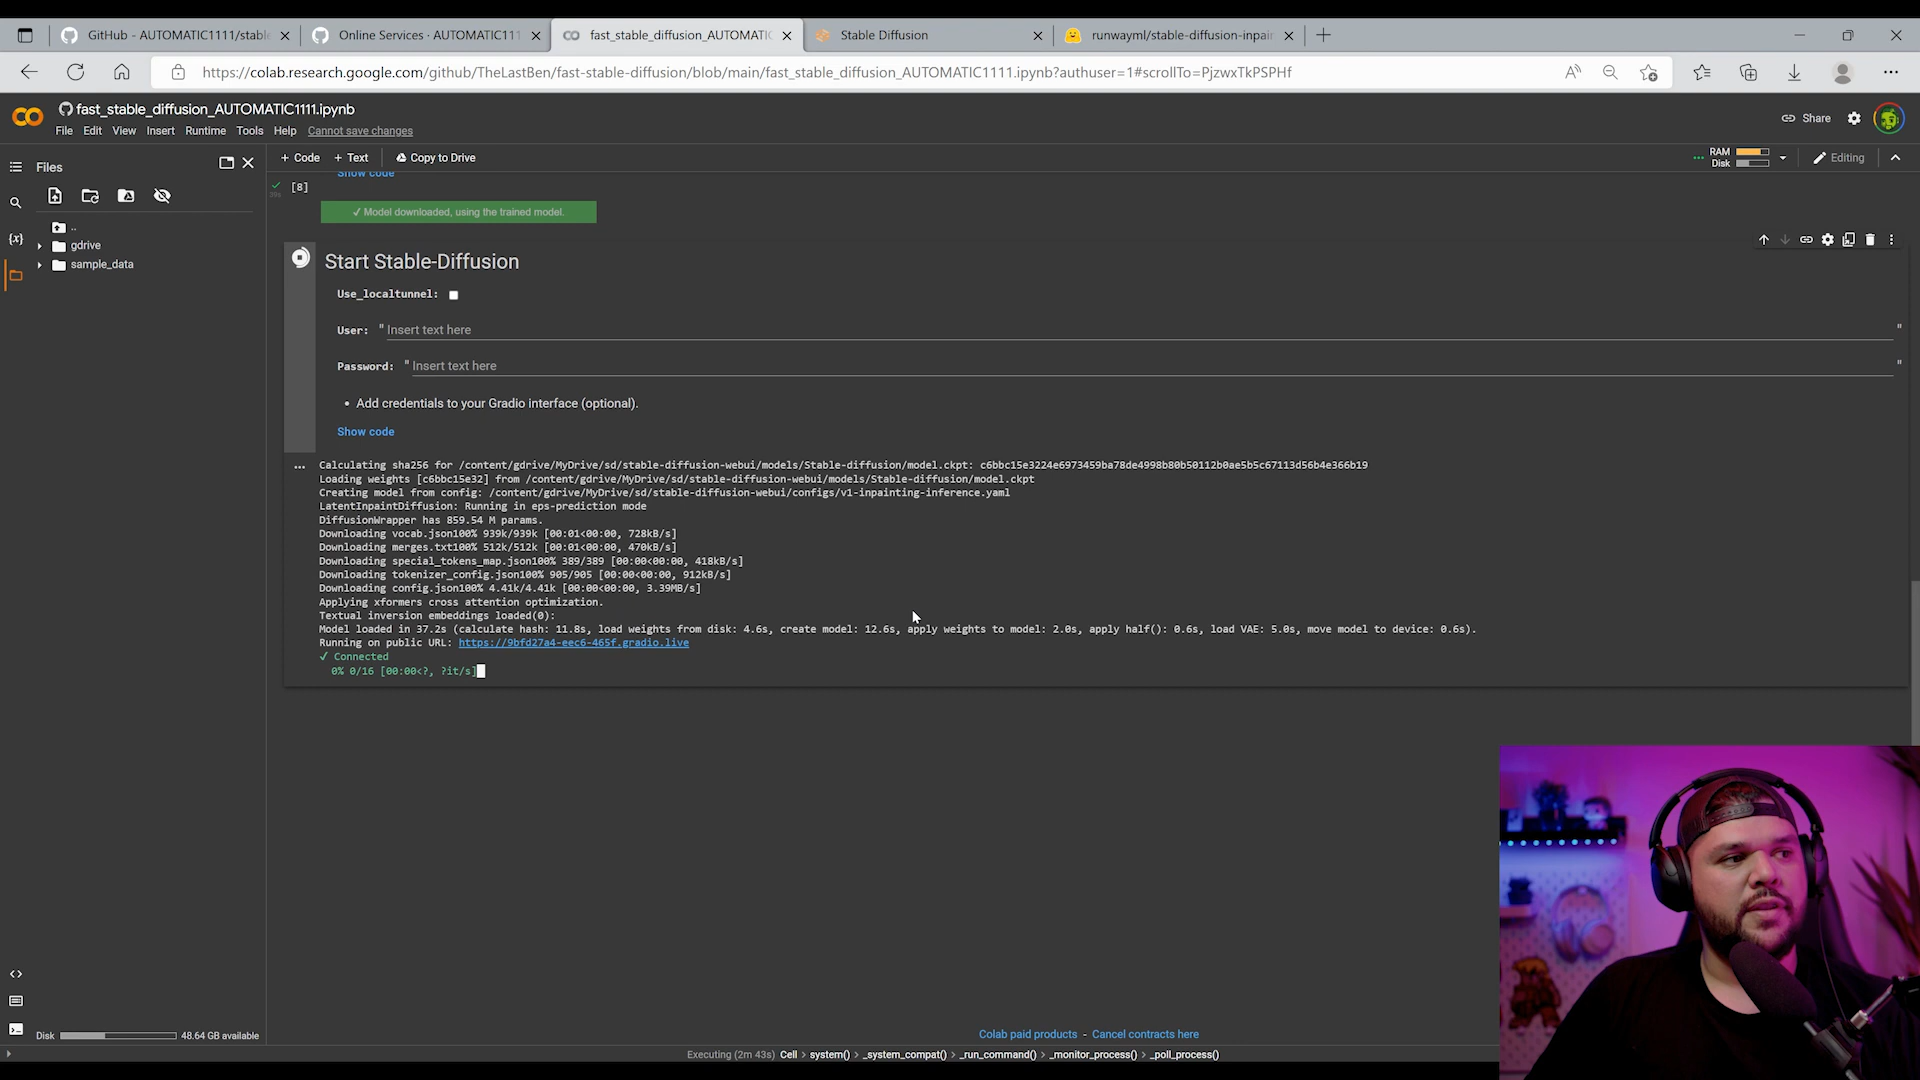 GitHub - AUTOMATIC1111/stabl
Online Services · AUTOMATIC111
fast_stable_diffusion_AUTOMATIC
Stable Diffusion
runwayml/stable-diffusion-inpai
https://colab.research.google.com/github/TheLastBen/fast-stable-diffusion/blob/main/fast_stable_diffusion_AUTOMATIC1111.ipynb?authuser=1#scrollTo=PjzwxTkPSPHf
fast_stable_diffusion_AUTOMATIC1111.ipynb
File Edit View Insert Runtime Tools Help Cannot save changes
Share
Files
+ Code + Text Copy to Drive
RAM
Disk
Editing
..
gdrive
sample_data
Show code
[8]
39s
✓ Model downloaded, using the trained model.
Start Stable-Diffusion
Use_localtunnel:
User: " Insert text here "
Password: " Insert text here "
• Add credentials to your Gradio interface (optional).
Show code
Calculating sha256 for /content/gdrive/MyDrive/sd/stable-diffusion-webui/models/Stable-diffusion/model.ckpt: c6bbc15e3224e6973459ba78de4998b80b50112b0ae5b5c67113d56b4e366b19
Loading weights [c6bbc15e32] from /content/gdrive/MyDrive/sd/stable-diffusion-webui/models/Stable-diffusion/model.ckpt
Creating model from config: /content/gdrive/MyDrive/sd/stable-diffusion-webui/configs/v1-inpainting-inference.yaml
LatentInpaintDiffusion: Running in eps-prediction mode
DiffusionWrapper has 859.54 M params.
Downloading vocab.json100% 939k/939k [00:01<00:00, 728kB/s]
Downloading merges.txt100% 512k/512k [00:01<00:00, 470kB/s]
Downloading special_tokens_map.json100% 389/389 [00:00<00:00, 418kB/s]
Downloading tokenizer_config.json100% 905/905 [00:00<00:00, 912kB/s]
Downloading config.json100% 4.41k/4.41k [00:00<00:00, 3.39MB/s]
Applying xformers cross attention optimization.
Textual inversion embeddings loaded(0):
Model loaded in 37.2s (calculate hash: 11.8s, load weights from disk: 4.6s, create model: 12.6s, apply weights to model: 2.0s, apply half(): 0.6s, load VAE: 5.0s, move model to device: 0.6s).
Running on public URL: https://9bfd27a4-eec6-465f.gradio.live
✓ Connected
0% 0/16 [00:00<?, ?it/s]
Colab paid products - Cancel contracts here
Disk 48.64 GB available
Executing (2m 43s) Cell > system() > _system_compat() > _run_command() > _monitor_process() > _poll_process()